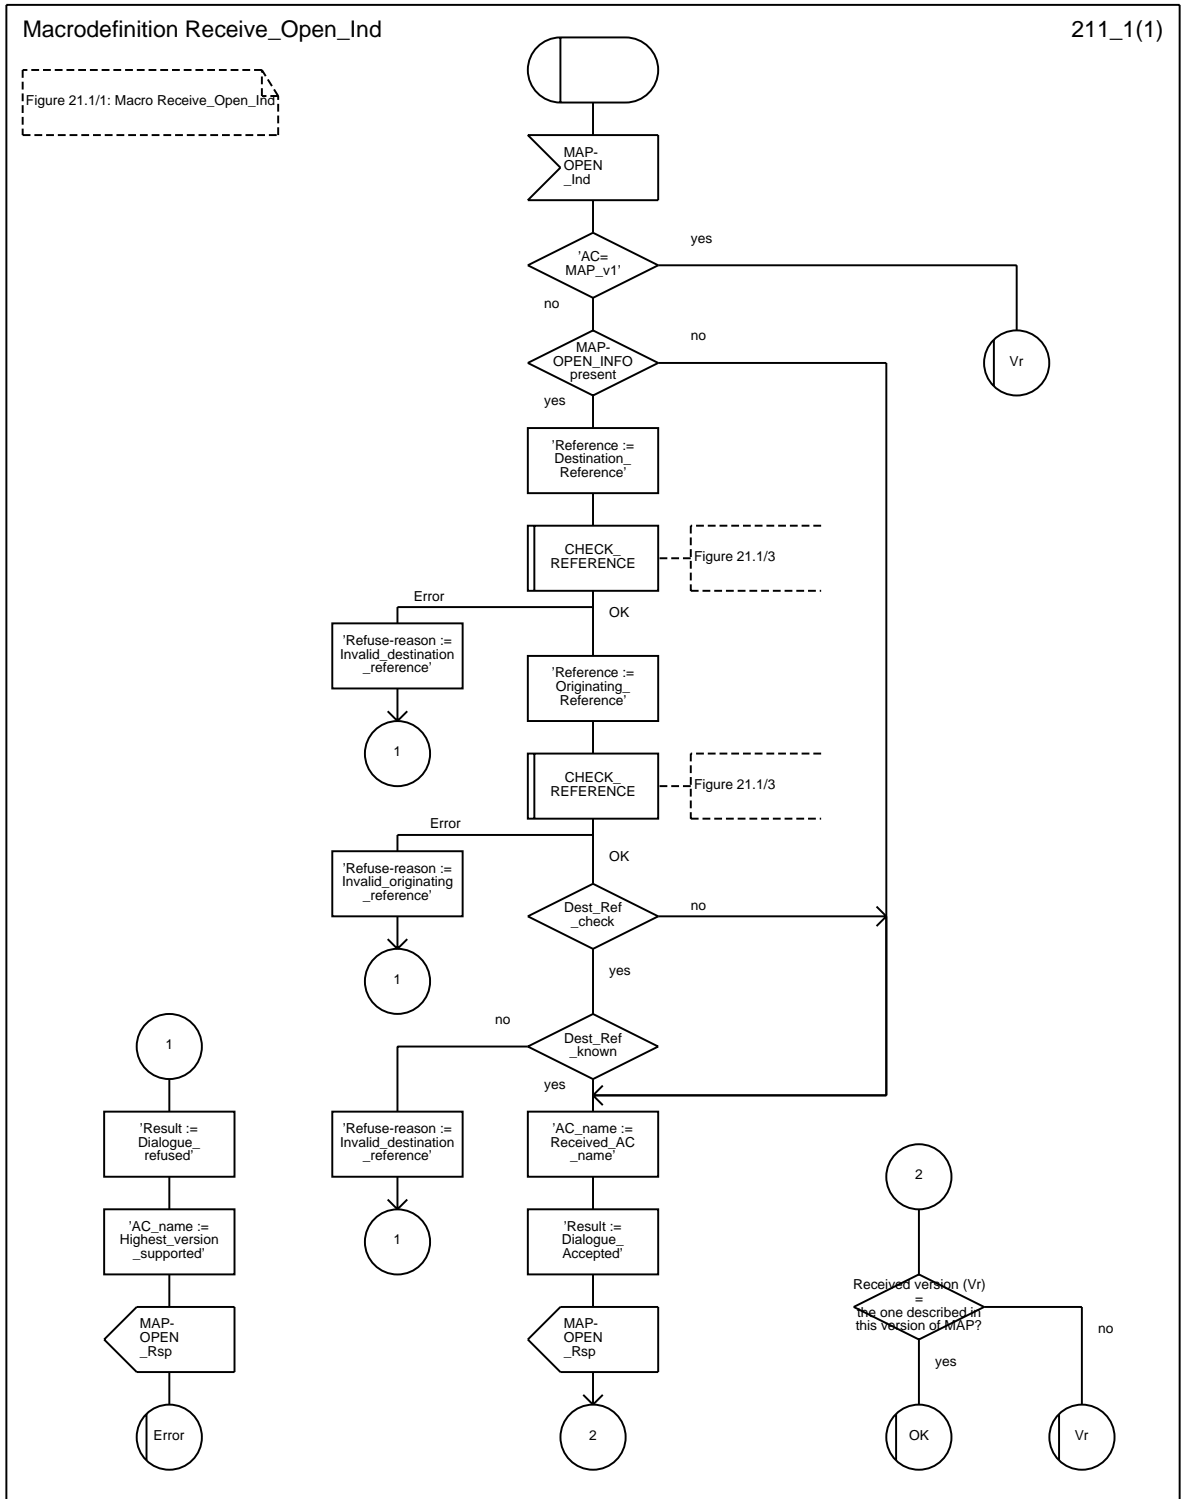 Macrodefinition Receive_Open_Ind
211_1(1)
Figure 21.1/1: Macro Receive_Open_Ind
MAP-
OPEN
_Ind
'AC=
MAP_v1'
yes
no
Vr
MAP-
OPEN_INFO
present
no
yes
'Reference :=
Destination_
Reference'
CHECK_
REFERENCE
Figure 21.1/3
Error
OK
'Refuse-reason :=
Invalid_destination
_reference'
1
'Reference :=
Originating_
Reference'
CHECK_
REFERENCE
Figure 21.1/3
Error
OK
'Refuse-reason :=
Invalid_originating
_reference'
1
Dest_Ref
_check
no
yes
Dest_Ref
_known
no
yes
'Refuse-reason :=
Invalid_destination
_reference'
1
'AC_name :=
Received_AC
_name'
'Result :=
Dialogue_
Accepted'
MAP-
OPEN
_Rsp
2
1
'Result :=
Dialogue_
refused'
'AC_name :=
Highest_version
_supported'
MAP-
OPEN
_Rsp
Error
2
Received version (Vr)
=
the one described in
this version of MAP?
no
yes
OK
Vr